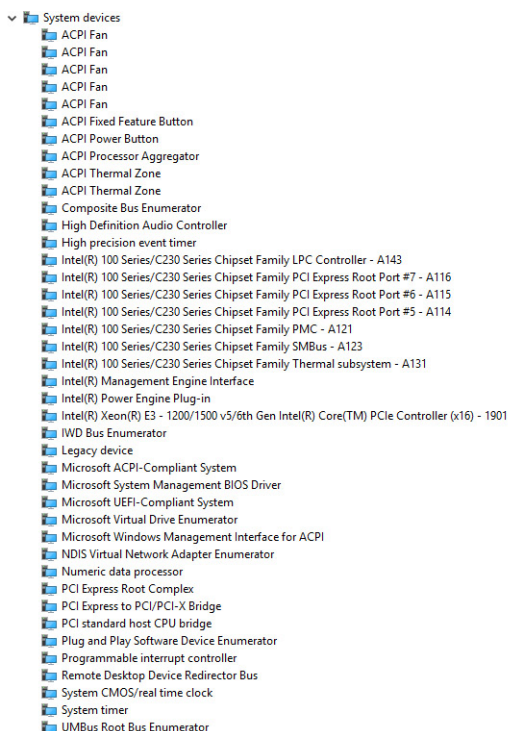 System devices
ACPI Fan
ACPI Fan
ACPI Fan
ACPI Fan
ACPI Fan
ACPI Fixed Feature Button
ACPI Power Button
ACPI Processor Aggregator
ACPI Thermal Zone
ACPI Thermal Zone
Composite Bus Enumerator
High Definition Audio Controller
High precision event timer
Intel(R) 100 Series/C230 Series Chipset Family LPC Controller - A143
Intel(R) 100 Series/C230 Series Chipset Family PCI Express Root Port #7 - A116
Intel(R) 100 Series/C230 Series Chipset Family PCI Express Root Port #6 - A115
Intel(R) 100 Series/C230 Series Chipset Family PCI Express Root Port #5 - A114
Intel(R) 100 Series/C230 Series Chipset Family PMC - A121
Intel(R) 100 Series/C230 Series Chipset Family SMBus - A123
Intel(R) 100 Series/C230 Series Chipset Family Thermal subsystem - A131
Intel(R) Management Engine Interface
Intel(R) Power Engine Plug-in
Intel(R) Xeon(R) E3 - 1200/1500 v5/6th Gen Intel(R) Core(TM) PCIe Controller (x16) - 1901
IWD Bus Enumerator
Legacy device
Microsoft ACPI-Compliant System
Microsoft System Management BIOS Driver
Microsoft UEFI-Compliant System
Microsoft Virtual Drive Enumerator
Microsoft Windows Management Interface for ACPI
NDIS Virtual Network Adapter Enumerator
Numeric data processor
PCI Express Root Complex
PCI Express to PCI/PCI-X Bridge
PCI standard host CPU bridge
Plug and Play Software Device Enumerator
Programmable interrupt controller
Remote Desktop Device Redirector Bus
System CMOS/real time clock
System timer
UMBus Root Bus Enumerator